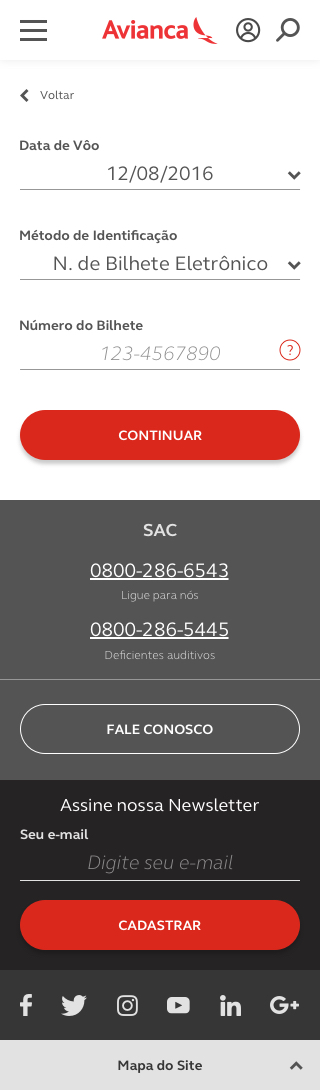 Avianca
Voltar
Data de Vôo
12/08/2016
Método de Identificação
N. de Bilhete Eletrônico
Número do Bilhete
123-4567890
?
CONTINUAR
SAC
0800-286-6543
Ligue para nós
0800-286-5445
Deficientes auditivos
FALE CONOSCO
Assine nossa Newsletter
Seu e-mail
Digite seu e-mail
CADASTRAR
f in G+
Mapa do Site